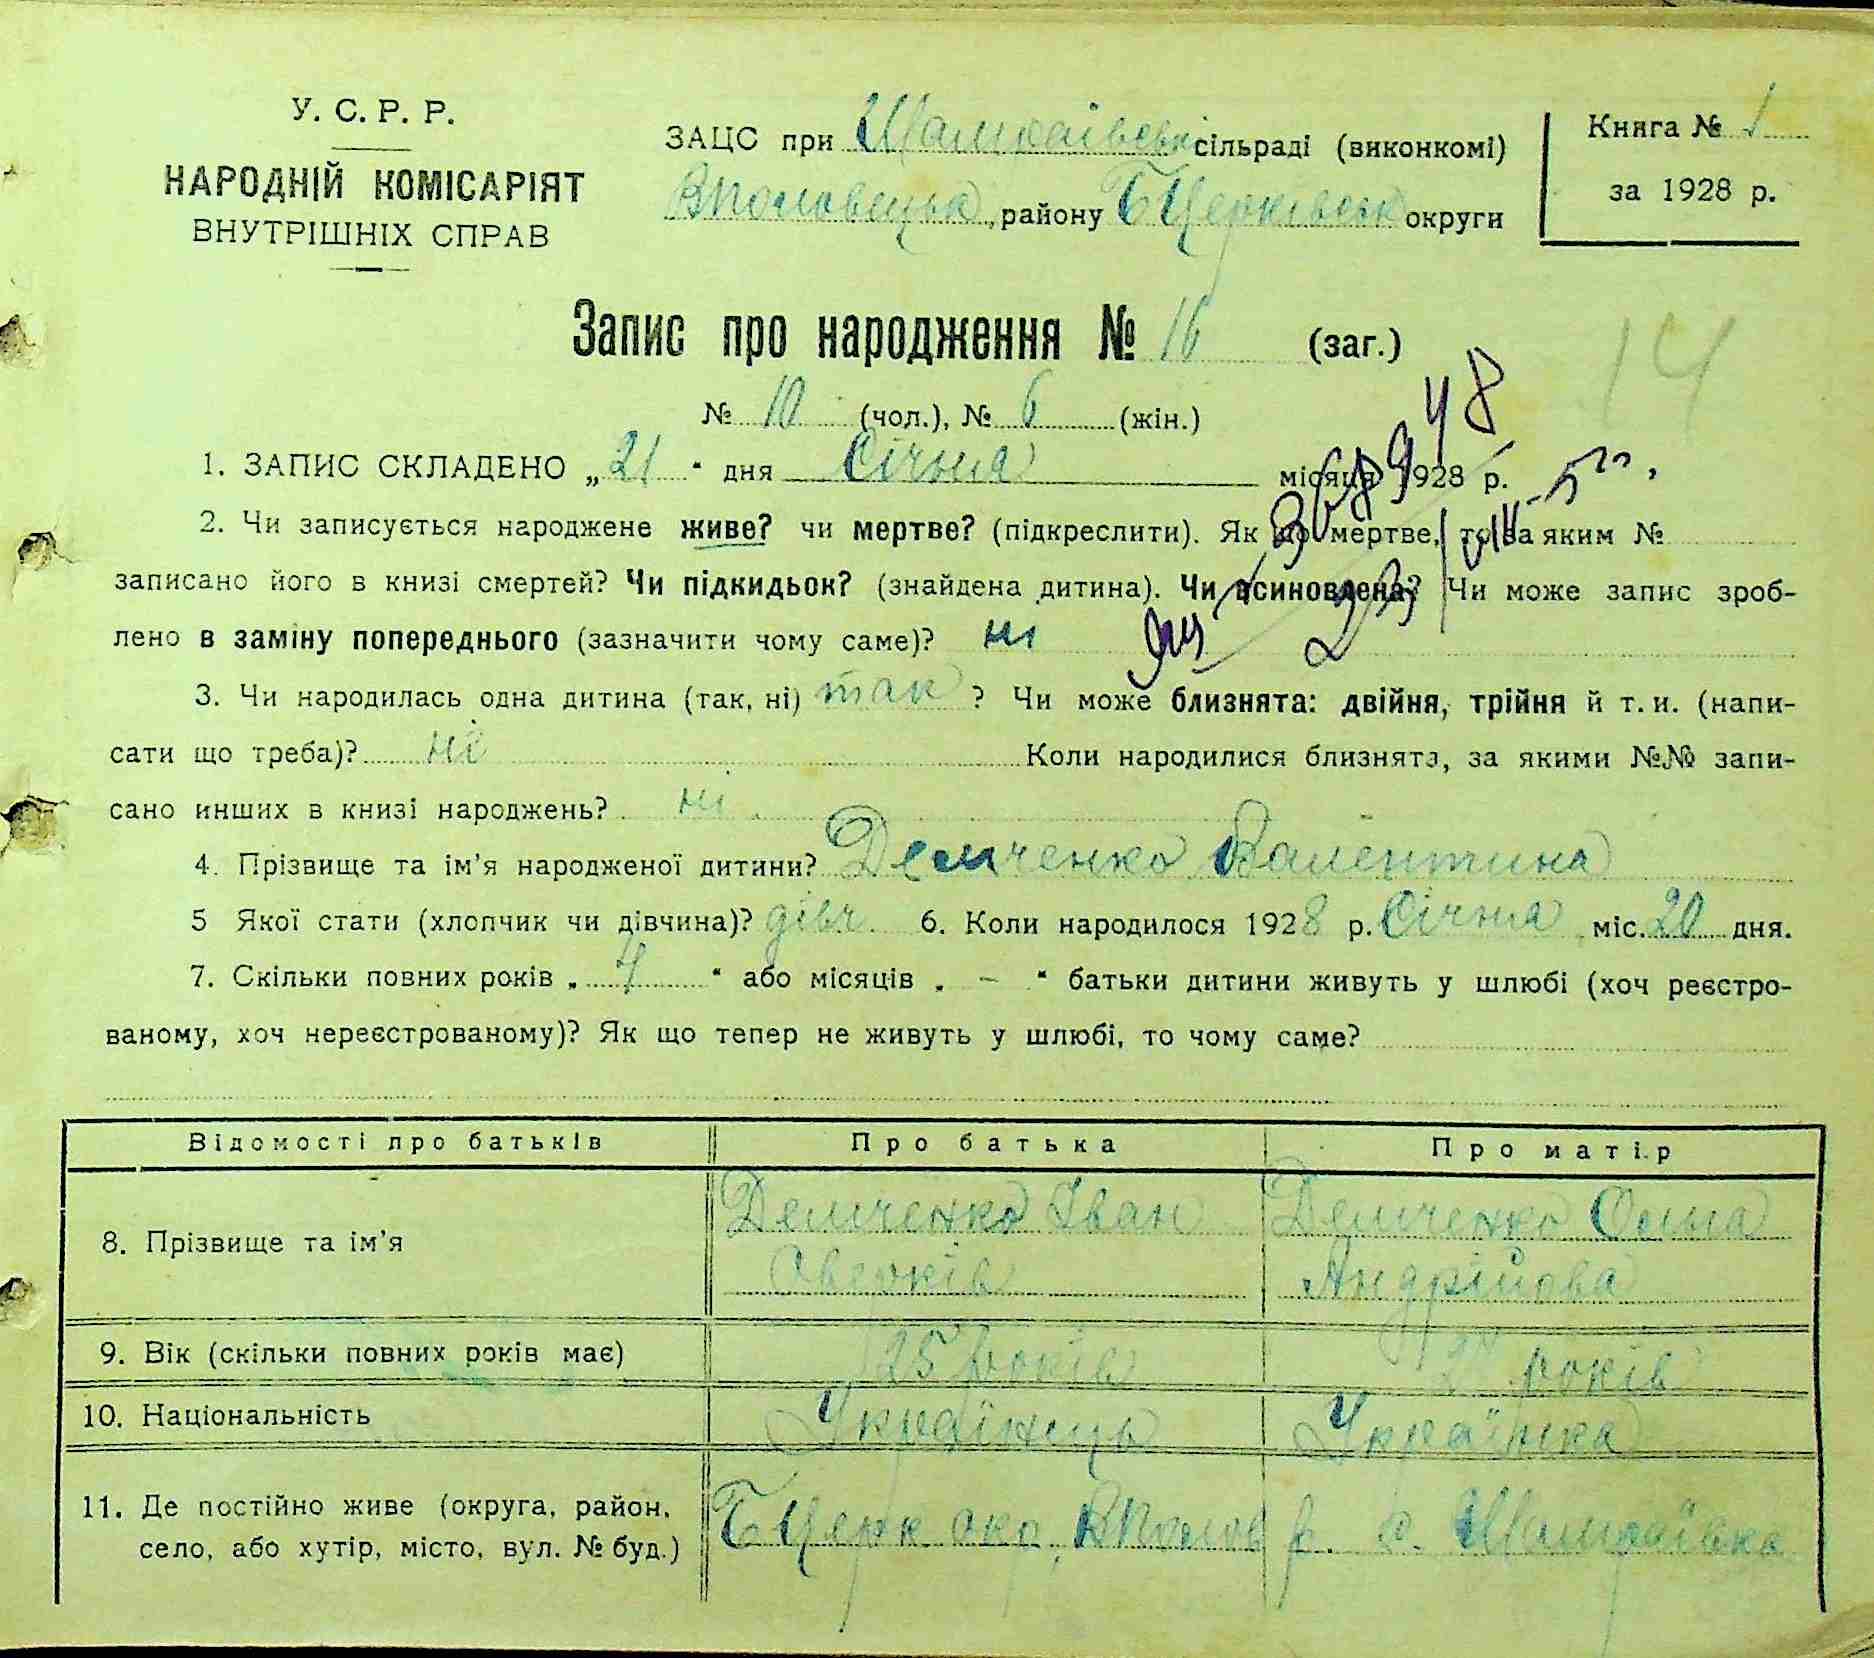 У. С. Р. Р.
НАРОДНІЙ КОМІСАРІЯТ
ВНУТРІШНІХ СПРАВ
ЗАЦС при Шамраївські сільраді (виконкомі)
ВПоловецька району БЦерківськ округи
Книга № 1
за 1928 р.
Запис про народження № 16 (заг.)
14
№ 10 (чол.), № 6 (жін.)
1. ЗАПИС СКЛАДЕНО „ 21 “ дня Січня місяця 1928 р.
2. Чи записується народжене живе? чи мертве? (підкреслити). Як що мертве, то за яким №
записано його в книзі смертей? Чи підкидьок? (знайдена дитина). Чи всиновлена? Чи може запис зроб-
лено в заміну попереднього (зазначити чому саме)? ні
3. Чи народилась одна дитина (так, ні) так ? Чи може близнята: двійня, трійня й т. и. (напи-
сати що треба)? ні Коли народилися близнята, за якими №№ запи-
сано инших в книзі народжень? ні
4. Прізвище та ім'я народженої дитини? Демченко Валентина
5 Якої стати (хлопчик чи дівчина)? дівч. 6. Коли народилося 1928 р. Січня міс. 20 дня.
7. Скільки повних років „ 4 “ або місяців „ – “ батьки дитини живуть у шлюбі (хоч реєстро-
ваному, хоч нереєстрованому)? Як що тепер не живуть у шлюбі, то чому саме?
Відомості про батьків Про батька Про матір
8. Прізвище та ім'я Демченко Іван Демченко Ольга
Оверків Андрійова
9. Вік (скільки повних років має) 25 років років
10. Національність Українець Українка
11. Де постійно живе (округа, район, село, або хутір, місто, вул. № буд.) БЦерк окр, ВПолов р. с. Шамраївка